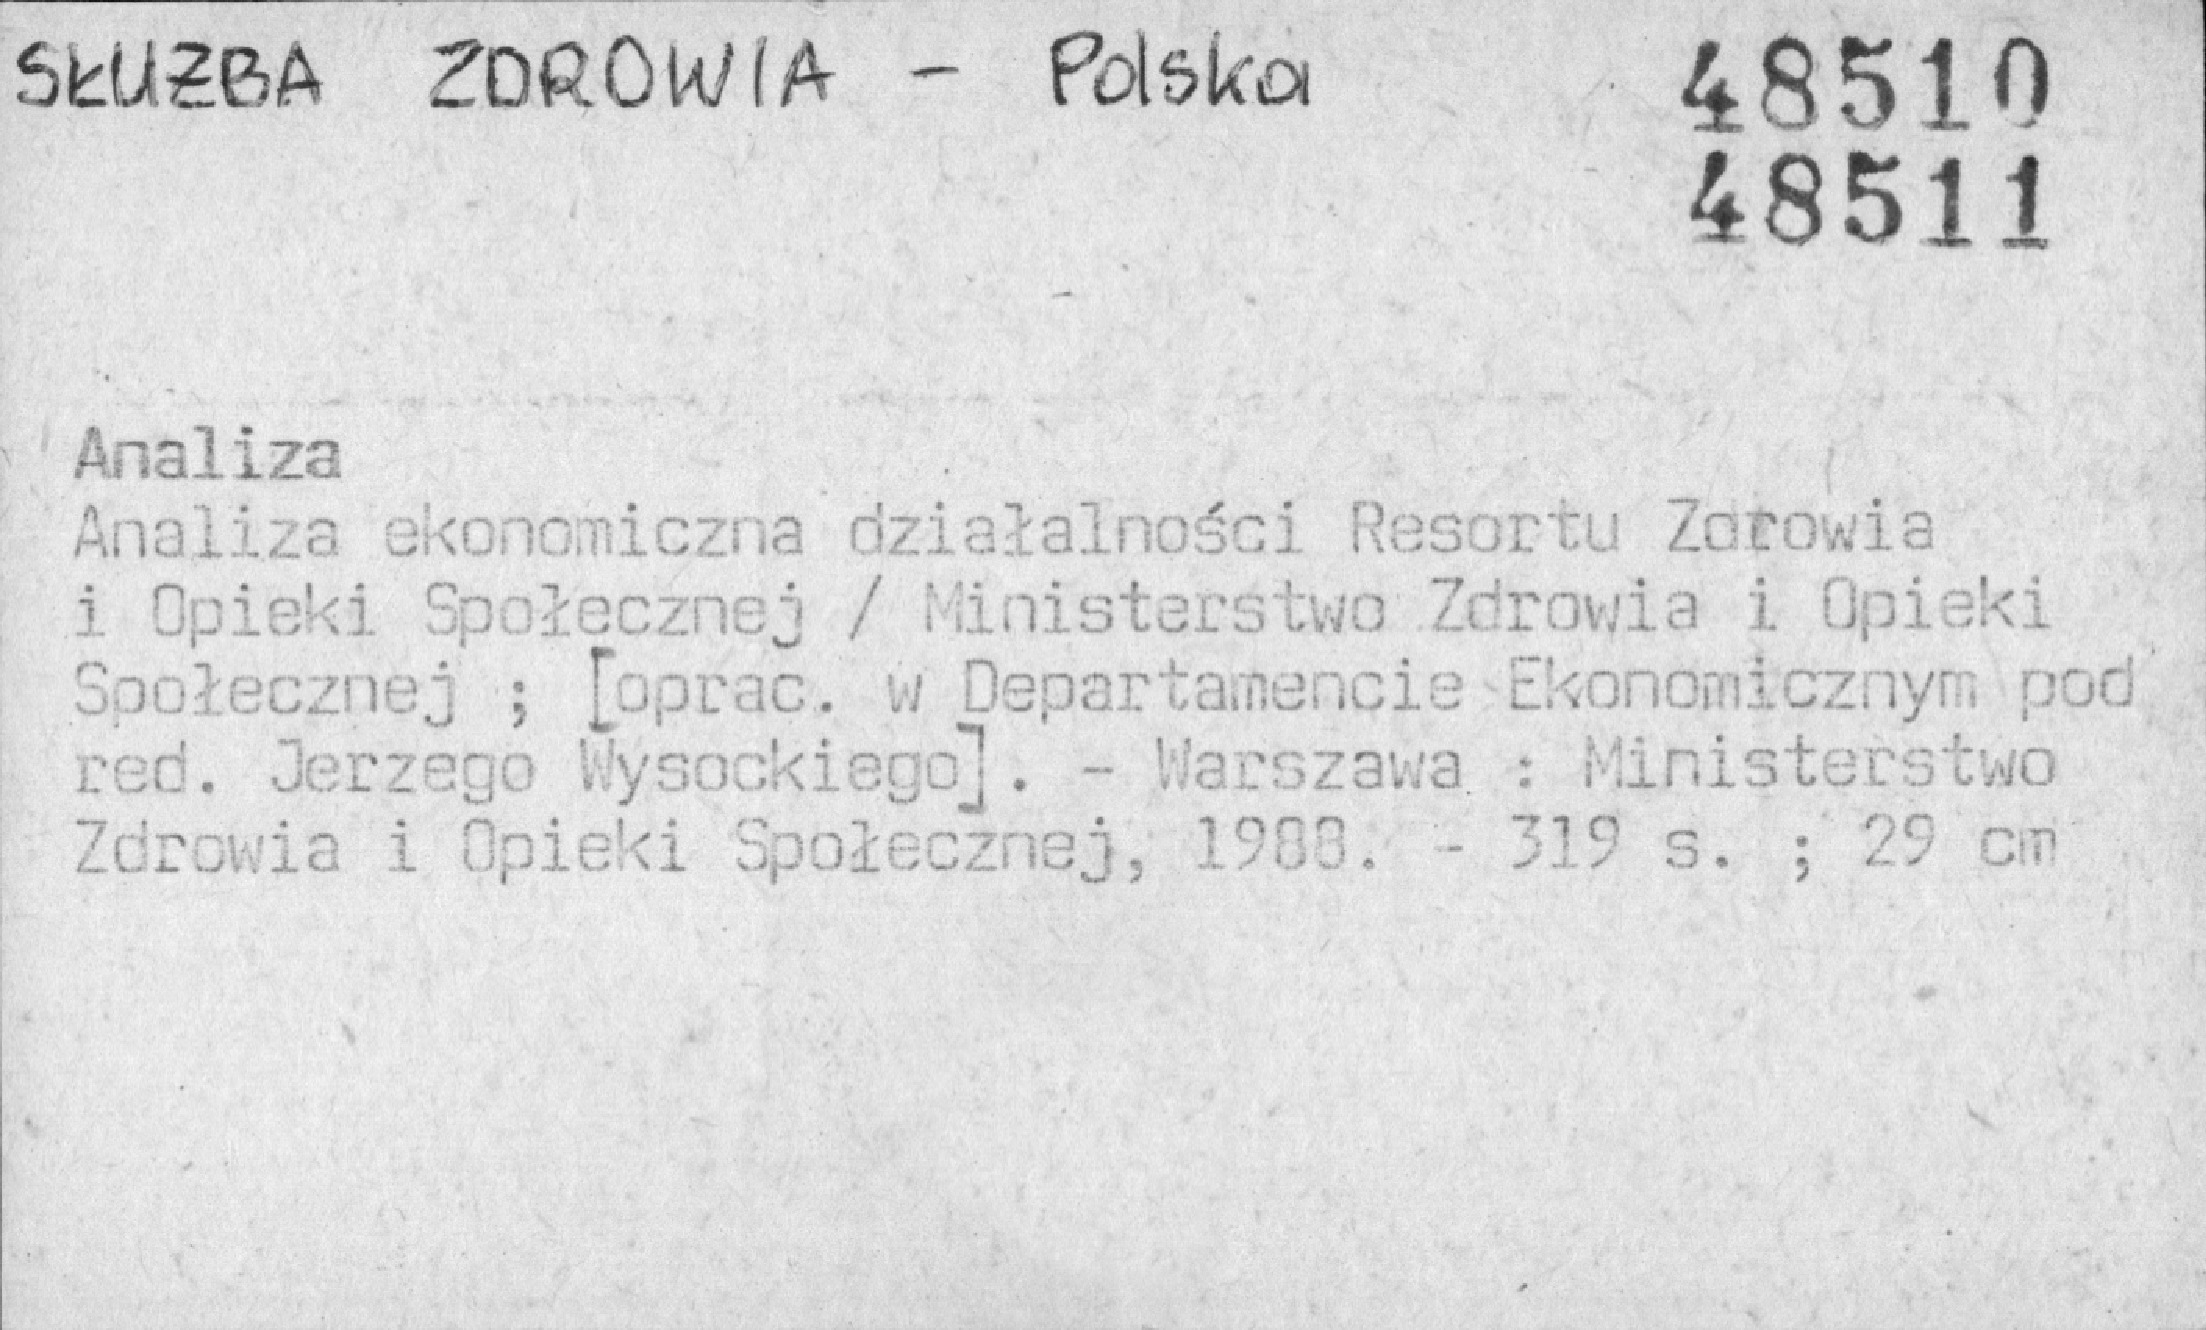 SŁUŻBA ZDROWIA - Polska
48510
48511
Analiza
Analiza ekonomiczna działalności Resortu Zdrowia
i Opieki Społecznej / Ministerstwo Zdrowia i Opieki
Społecznej ; [oprac. w Departamencie Ekonomicznym pod
red. Jerzego Wysockiego]. - Warszawa : Ministerstwo
Zdrowia i Opieki Społecznej, 1988. - 319 s. ; 29 cm